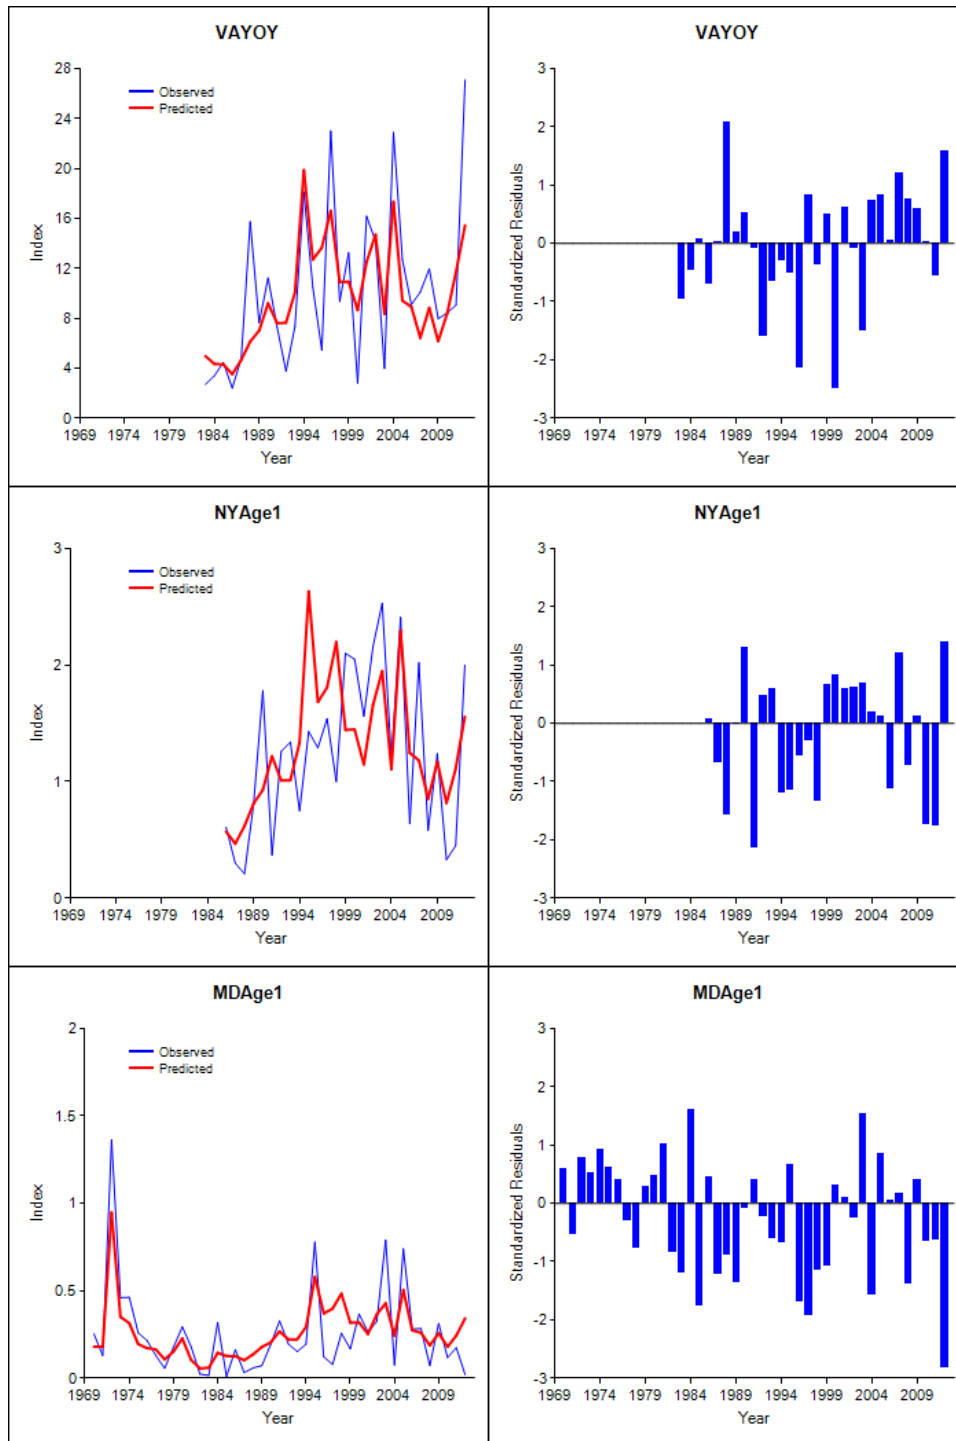 VAYOY
28
24
20
16
12
8
4
0
Index
Observed
Predicted
1969 1974 1979 1984 1989 1994 1999 2004 2009
Year
VAYOY
3
2
1
0
-1
-2
-3
Standardized Residuals
1969 1974 1979 1984 1989 1994 1999 2004 2009
Year
NYAge1
3
2
1
0
Index
Observed
Predicted
1969 1974 1979 1984 1989 1994 1999 2004 2009
Year
NYAge1
3
2
1
0
-1
-2
-3
Standardized Residuals
1969 1974 1979 1984 1989 1994 1999 2004 2009
Year
MDAge1
2
1.5
1
0.5
0
Index
Observed
Predicted
1969 1974 1979 1984 1989 1994 1999 2004 2009
Year
MDAge1
3
2
1
0
-1
-2
-3
Standardized Residuals
1969 1974 1979 1984 1989 1994 1999 2004 2009
Year